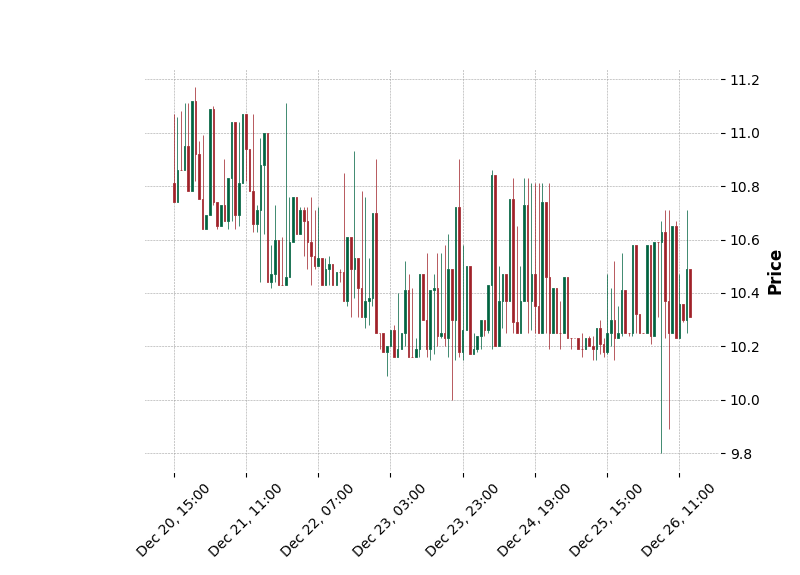 11.2
11.0
10.8
10.6
10.4
10.2
10.0
9.8
Price
Dec 20, 15:00
Dec 21, 11:00
Dec 22, 07:00
Dec 23, 03:00
Dec 23, 23:00
Dec 24, 19:00
Dec 25, 15:00
Dec 26, 11:00